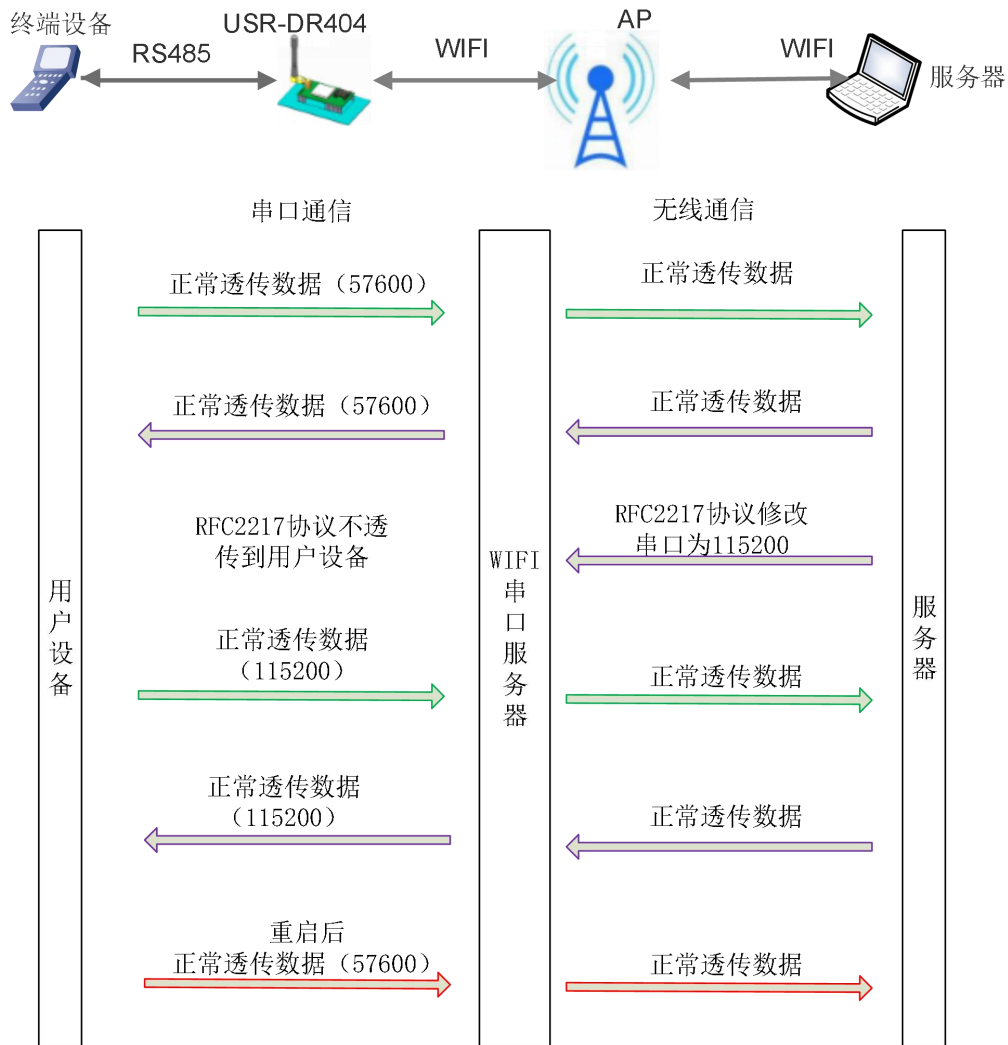 终端设备
RS485
USR-DR404
WIFI
AP
WIFI
服务器
串口通信
无线通信
正常透传数据（57600）
正常透传数据
正常透传数据（57600）
正常透传数据
RFC2217协议不透
传到用户设备
RFC2217协议修改
串口为115200
用户设备
WIFI串口服务器
服务器
正常透传数据
（115200）
正常透传数据
正常透传数据
（115200）
正常透传数据
重启后
正常透传数据（57600）
正常透传数据